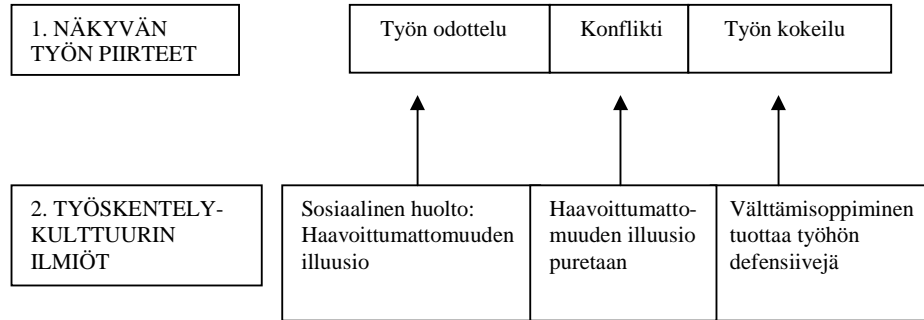 1. NÄKYVÄN
TYÖN PIIRTEET
Työn odottelu
Konflikti
Työn kokeilu
2. TYÖSKENTELY-
KULTTUURIN
ILMIÖT
Sosiaalinen huolto:
Haavoittumattomuuden
illuusio
Haavoittumatto-
muuden illuusio
puretaan
Välttämisoppiminen
tuottaa työhön
defensiivejä